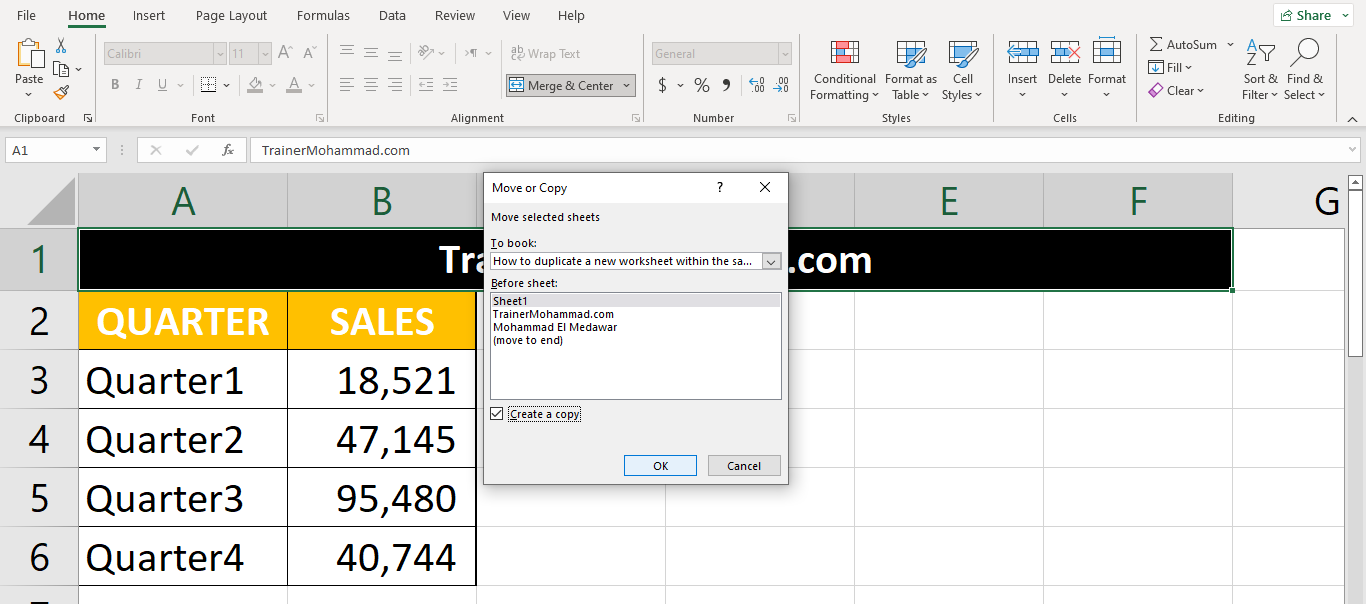 File Home Insert Page Layout Formulas Data Review View Help Share
Calibri 11 A A ab Wrap Text General AutoSum
Paste Conditional Format as Cell Insert Delete Format Fill Sort & Find &
B I U A Merge & Center $ % 9 Formatting Table Styles Clear Filter Select
Clipboard Font Alignment Number Styles Cells Editing
A1 fx TrainerMohammad.com
A B E F G
Move or Copy ?
Move selected sheets
To book:
How to duplicate a new worksheet within the sa...
Before sheet:
Sheet1
TrainerMohammad.com
Mohammad El Medawar
(move to end)
Create a copy
OK Cancel
1 Tra .com
2 QUARTER SALES
3 Quarter1 18,521
4 Quarter2 47,145
5 Quarter3 95,480
6 Quarter4 40,744